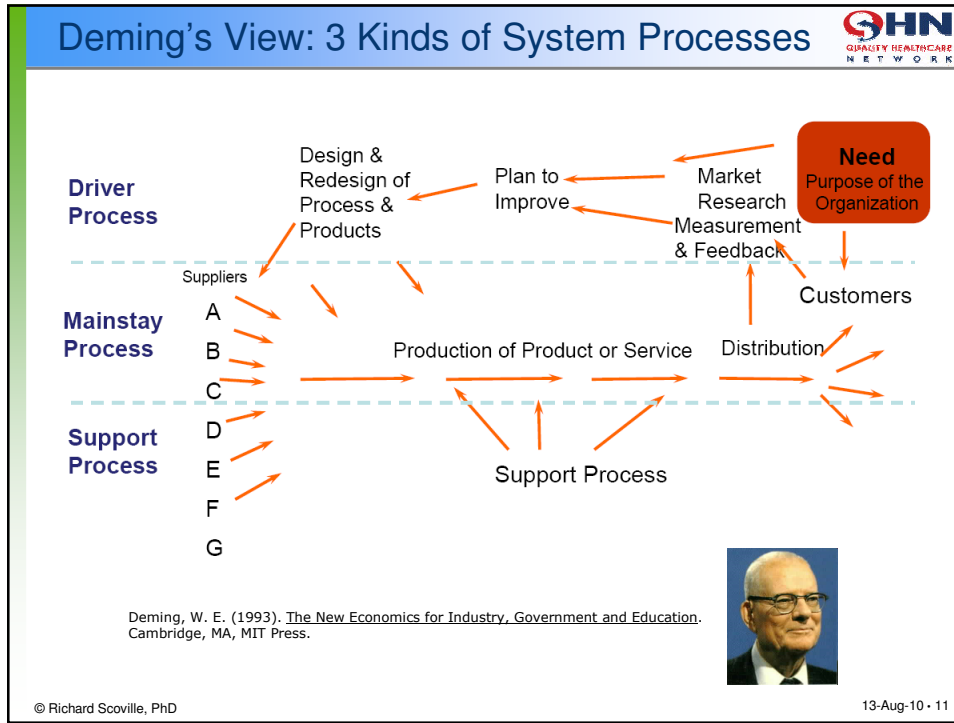 Deming's View: 3 Kinds of System Processes
QHN
QUALITY HEALTHCARE
NETWORK
Driver
Process
Design &
Redesign of
Process &
Products
Plan to
Improve
Market
Research
Measurement
& Feedback
Need
Purpose of the
Organization
Suppliers
Customers
Mainstay
Process
A
B
C
Production of Product or Service
Distribution
Support
Process
D
E
F
G
Support Process
Deming, W. E. (1993). The New Economics for Industry, Government and Education.
Cambridge, MA, MIT Press.
© Richard Scoville, PhD
13-Aug-10 • 11